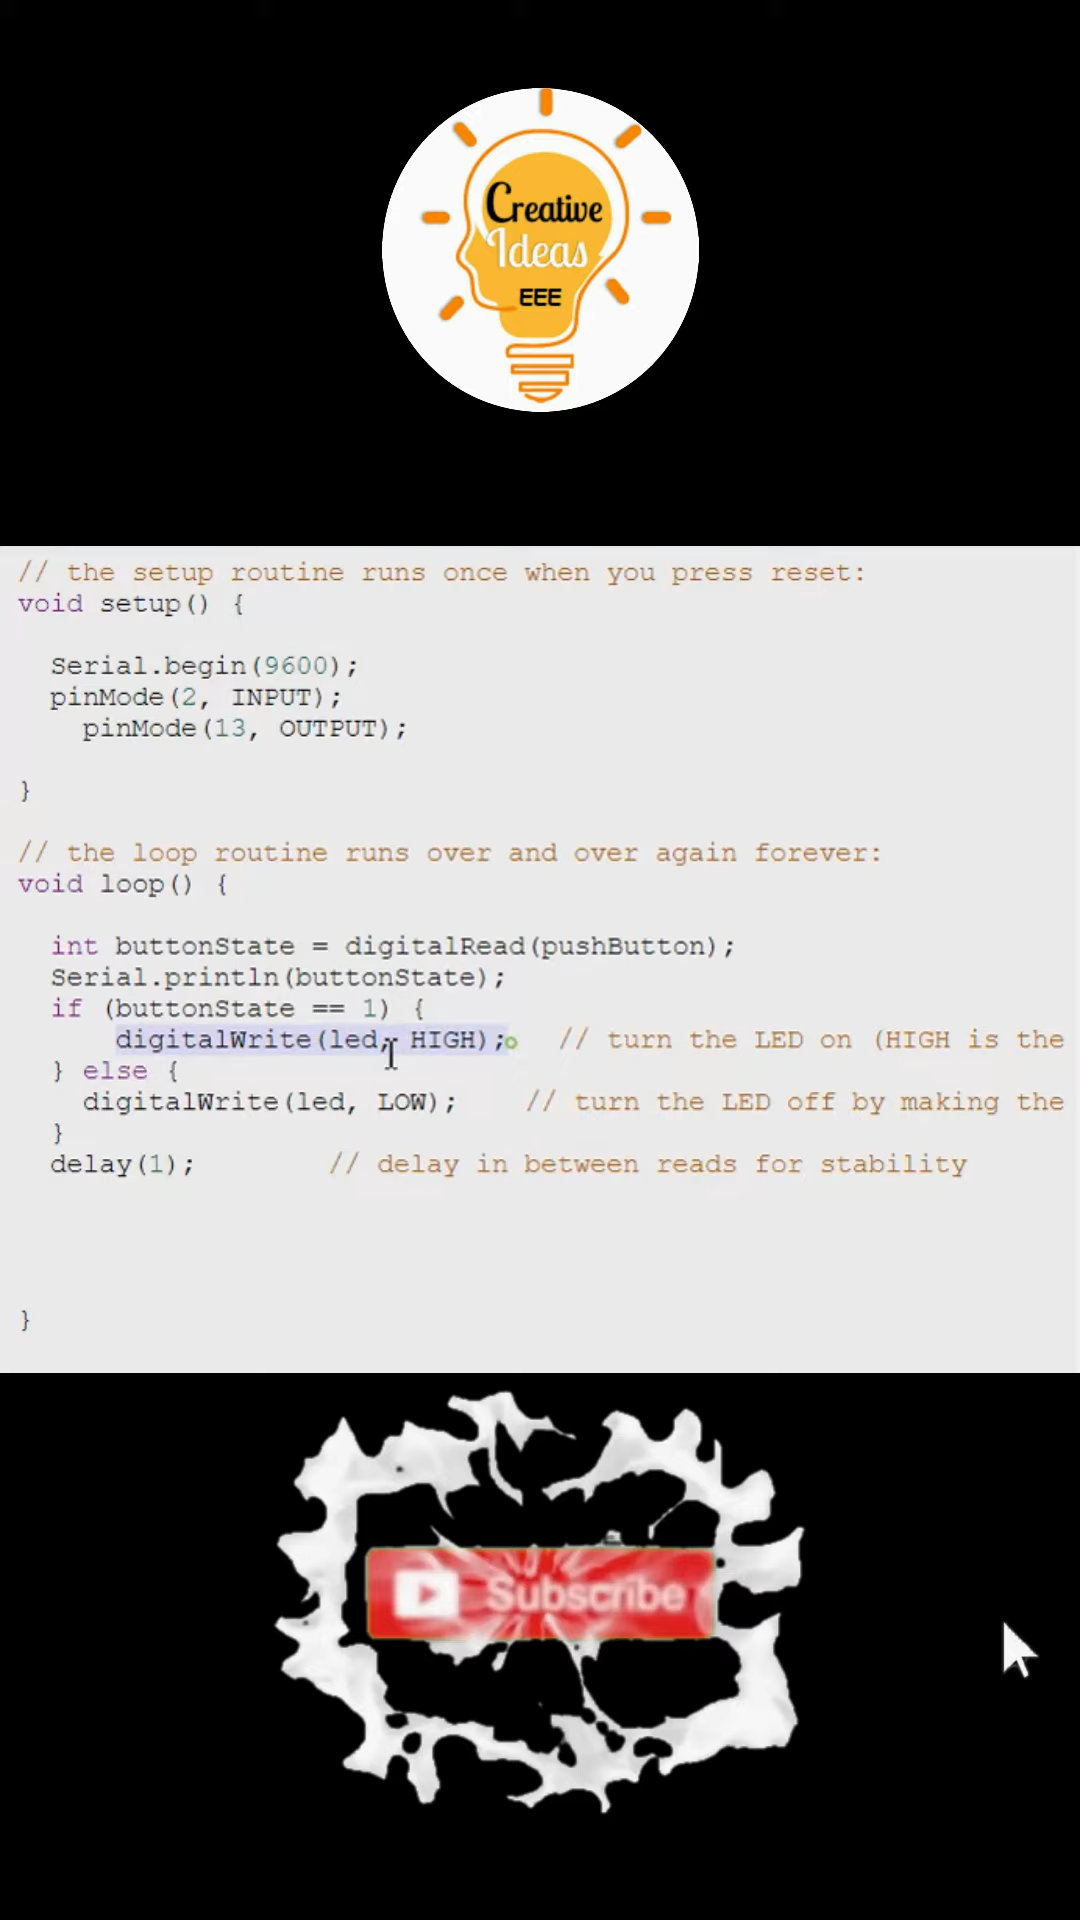 Creative
Ideas
EEE
// the setup routine runs once when you press reset:
void setup() {
Serial.begin(9600);
pinMode(2, INPUT);
pinMode(13, OUTPUT);
}
// the loop routine runs over and over again forever:
void loop() {
int buttonState = digitalRead(pushButton);
Serial.println(buttonState);
if (buttonState == 1) {
digitalWrite(led, HIGH); // turn the LED on (HIGH is the
} else {
digitalWrite(led, LOW); // turn the LED off by making the
}
delay(1); // delay in between reads for stability
}
Subscribe